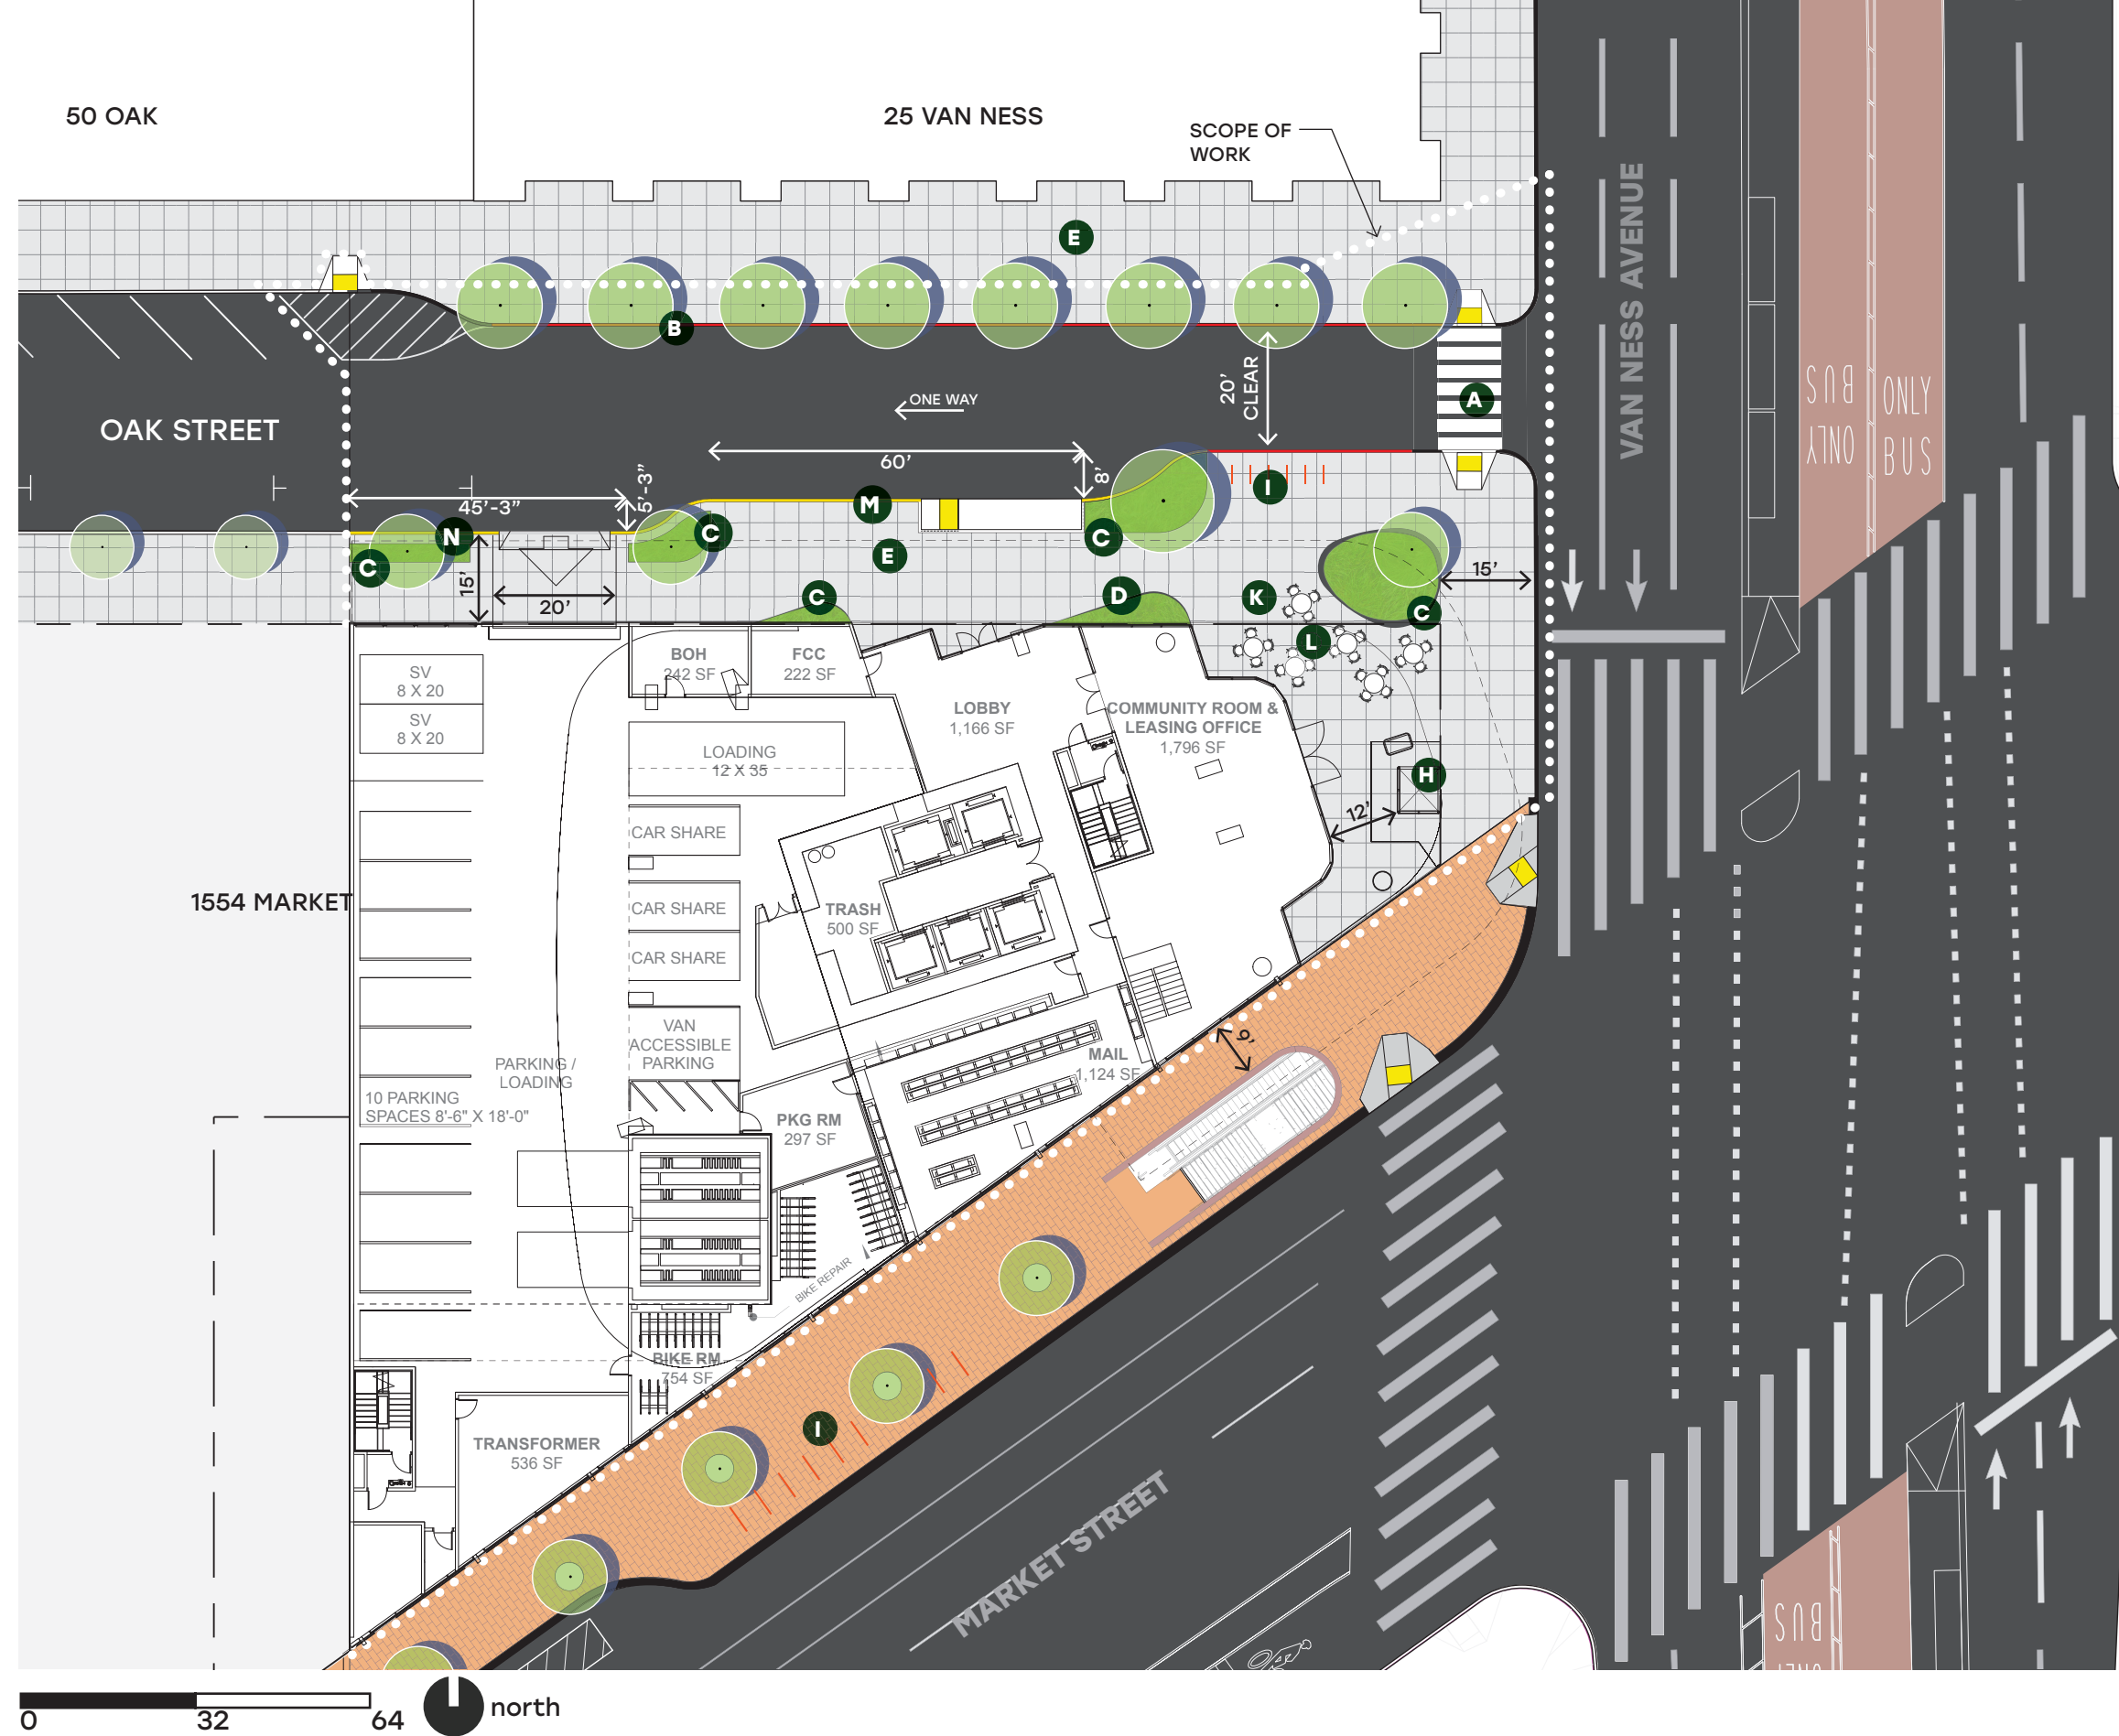 50 OAK
25 VAN NESS
SCOPE OF
WORK
E
B
VAN NESS AVENUE
20'
CLEAR
A
ONE WAY
OAK STREET
BUS
ONLY
ONLY
BUS
60'
8'
I
45'-3"
5'-3"
M
N
C
C
E
C
C
15'
20'
C
D
K
C
15'
L
BOH
242 SF
FCC
222 SF
SV
8 X 20
SV
8 X 20
LOBBY
1,166 SF
COMMUNITY ROOM &
LEASING OFFICE
1,796 SF
LOADING
12 X 35
H
12'
CAR SHARE
CAR SHARE
CAR SHARE
1554 MARKET
TRASH
500 SF
VAN
ACCESSIBLE
PARKING
PARKING /
LOADING
10 PARKING
SPACES 8'-6" X 18'-0"
MAIL
1,124 SF
9'
PKG RM
297 SF
BIKE REPAIR
BIKE RM
754 SF
I
TRANSFORMER
536 SF
MARKET STREET
BUS
0
32
64
north